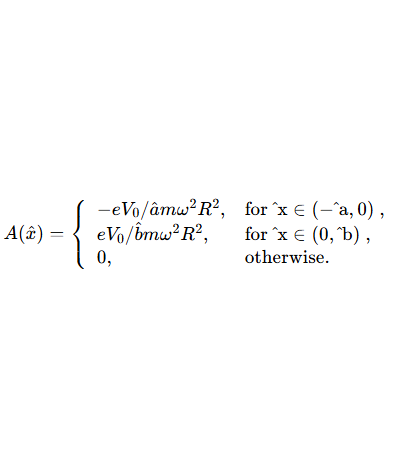 −eV₀/âmω²R², for ˆx ∈ (−ˆa, 0) ,
A(x̂) = { eV₀/b̂mω²R², for ˆx ∈ (0, ˆb) ,
0, otherwise.